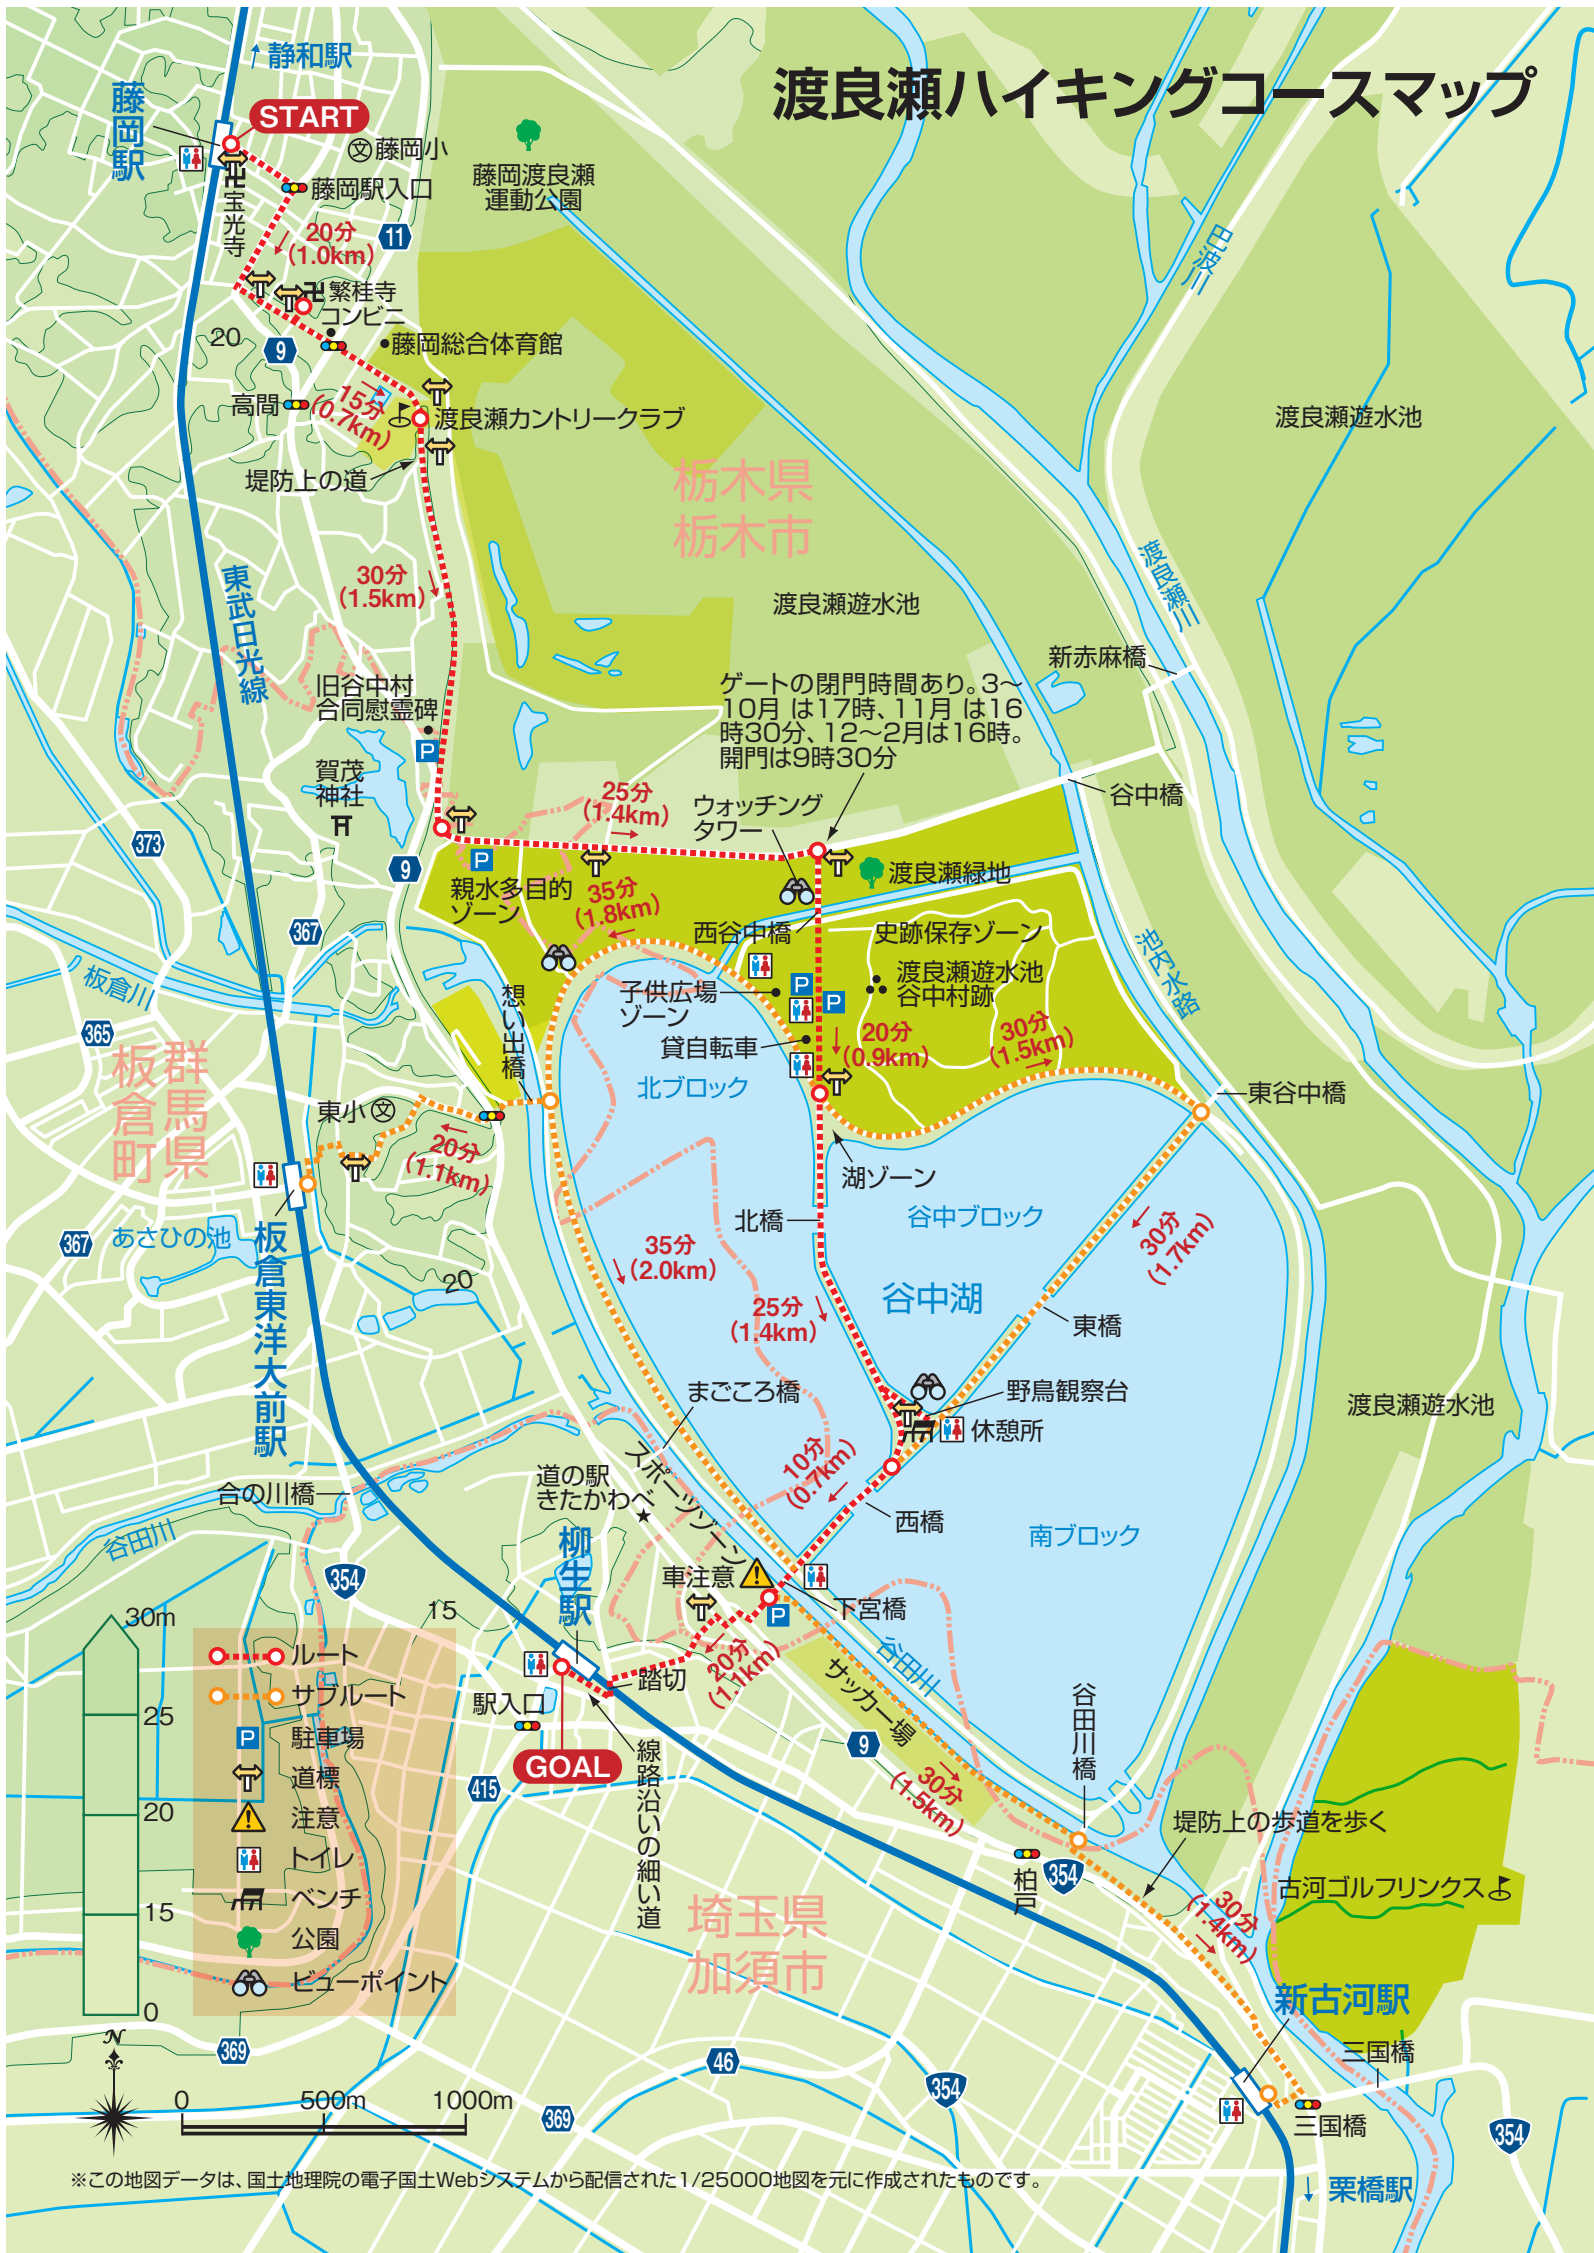 渡良瀬ハイキングコースマップ
静和駅
藤岡駅
START
藤岡小
藤岡駅入口
宝光寺
藤岡渡良瀬
運動公園
20分
(1.0km)
11
繁桂寺
コンビニ
20
9
藤岡総合体育館
高間
15分
(0.7km)
渡良瀬カントリークラブ
堤防上の道
巴波川
渡良瀬遊水池
栃木県
栃木市
東武日光線
30分
(1.5km)
渡良瀬遊水池
渡良瀬川
新赤麻橋
旧谷中村
合同慰霊碑
P
賀茂
神社
ゲートの閉門時間あり。3〜
10月 は17時、11月 は16
時30分、12〜2月は16時。
開門は9時30分
25分
(1.4km)
ウォッチング
タワー
谷中橋
373
9
P
親水多目的
ゾーン
35分
(1.8km)
渡良瀬緑地
367
西谷中橋
史跡保存ゾーン
池内水路
板倉川
想い出橋
子供広場
ゾーン
P
P
渡良瀬遊水池
谷中村跡
365
貸自転車
20分
(0.9km)
30分
(1.5km)
群馬県
板倉町
北ブロック
東谷中橋
東小
20分
(1.1km)
湖ゾーン
367
あさひの池
板倉東洋大前駅
北橋
谷中ブロック
30分
(1.7km)
35分
(2.0km)
20
谷中湖
25分
(1.4km)
東橋
まごころ橋
野鳥観察台
休憩所
渡良瀬遊水池
スポーツゾーン
10分
(0.7km)
合の川橋
道の駅
きたかわべ
西橋
南ブロック
谷田川
柳生駅
354
車注意
P
下宮橋
15
20分
(1.1km)
谷田川
踏切
サッカー場
駅入口
GOAL
415
線路沿いの細い道
9
谷田川橋
30分
(1.5km)
堤防上の歩道を歩く
柏戸
354
古河ゴルフリンクス
30分
(1.4km)
埼玉県
加須市
新古河駅
三国橋
三国橋
354
栗橋駅
30m
25
20
15
0
ルート
サブルート
P 駐車場
道標
注意
トイレ
ベンチ
公園
ビューポイント
369
46
354
369
N
0 500m 1000m
※この地図データは、国土地理院の電子国土Webシステムから配信された1/25000地図を元に作成されたものです。